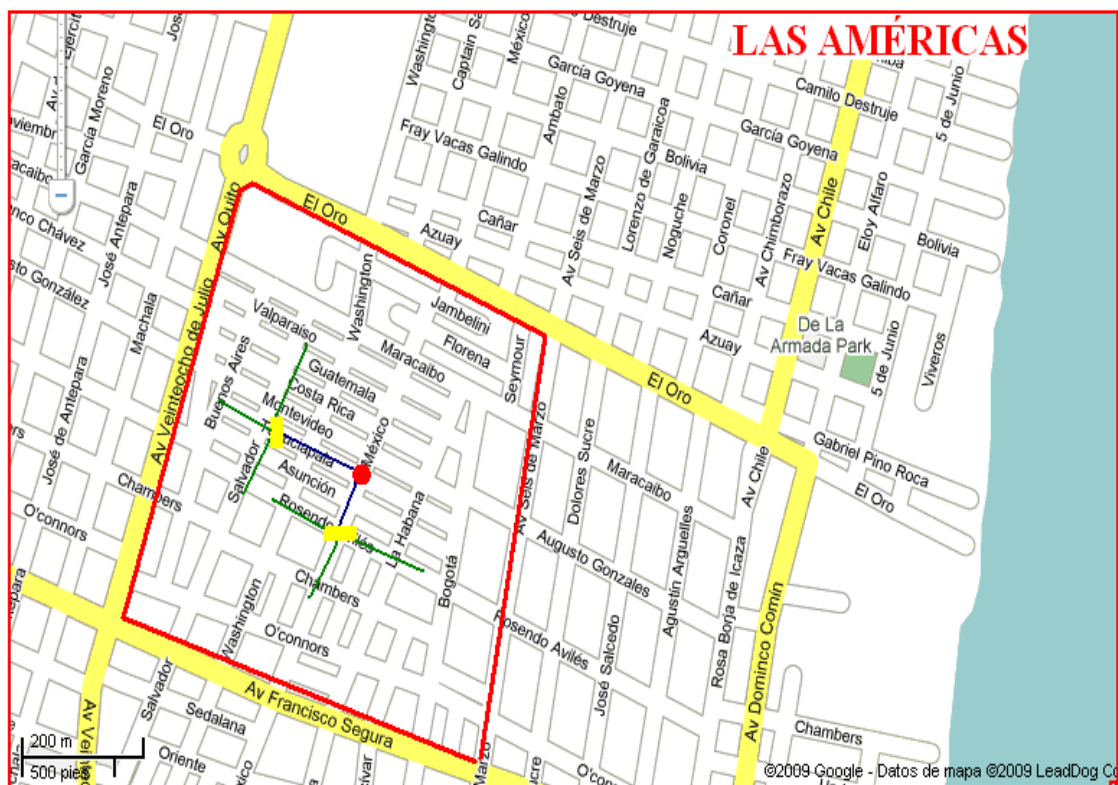 LAS AMÉRICAS
Washington
México
Camilo Destruje
García Goyena
García Goyena
5 de Junio
García Moreno
El Oro
Ambato
Fray Vacas Galindo
Lorenzo de Garaicoa
Bolivia
Av Seis de Marzo
Noguche
Coronel
Av Chimborazo
Av Chile
Eloy Alfaro
Bolivia
Fray Vacas Galindo
Av Quito
El Oro
Cañar
Azuay
José Antepara
Machala
Washington
Valparaiso
Jambelini
Florena
Maracaibo
Seymour
Cañar
Azuay
De La
Armada Park
5 de Junio
Viveros
El Oro
Av Veinteocho de Julio
Buenos Aires
Guatemala
Costa Rica
Montevideo
México
Salvador
Asunción
La Habana
Bogotá
Av Seis de Marzo
Dolores Sucre
Maracaibo
Av Chile
Gabriel Pino Roca
El Oro
José de Antepara
Chambers
O'connors
Chambers
Washington
O'connors
Augusto Gonzales
Agustín Arguelles
Rosa Borja de Icaza
Rosendo Avilés
José Salcedo
Av Dominco Comín
Salvador
Sedalana
Oriente
Av Francisco Segura
Marzo
Chambers
200 m
500 pies
©2009 Google - Datos de mapa ©2009 LeadDog